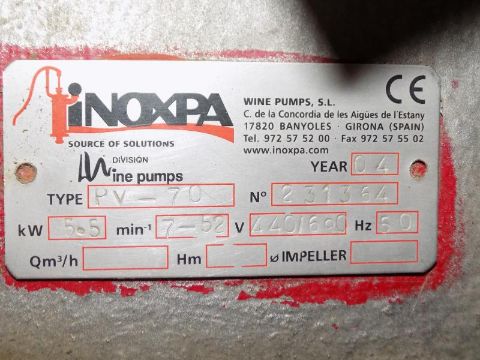 INOXPA
SOURCE OF SOLUTIONS
WINE PUMPS, S.L.
C. de la Concordia de les Aigües de l'Estany
17820 BANYOLES · GIRONA (SPAIN)
Tel. 972 57 52 00 · Fax 972 57 55 02
www.inoxpa.com
CE
DIVISIÓN
Wine pumps
YEAR 04
TYPE PV-70 Nº 231364
kW 5.5 min-1 7-52 V 440/690 Hz 50
Qm³/h Hm ø IMPELLER